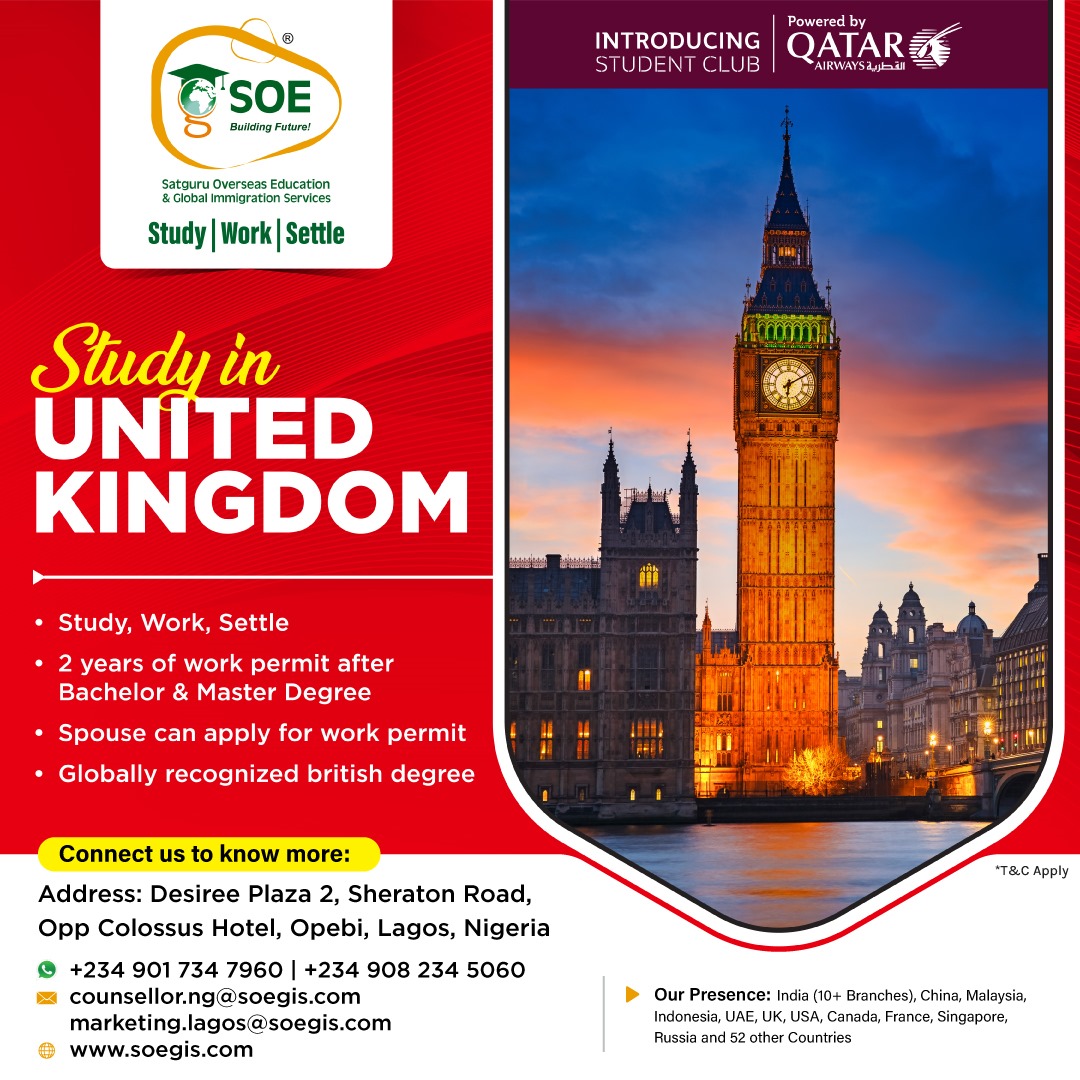 ®
SOE
Building Future!
Satguru Overseas Education
& Global Immigration Services
Study | Work | Settle
INTRODUCING
STUDENT CLUB
Powered by
QATAR
AIRWAYS القطرية
Study in
UNITED
KINGDOM
• Study, Work, Settle
• 2 years of work permit after
Bachelor & Master Degree
• Spouse can apply for work permit
• Globally recognized british degree
*T&C Apply
Connect us to know more:
Address: Desiree Plaza 2, Sheraton Road,
Opp Colossus Hotel, Opebi, Lagos, Nigeria
+234 901 734 7960 | +234 908 234 5060
counsellor.ng@soegis.com
marketing.lagos@soegis.com
www.soegis.com
Our Presence: India (10+ Branches), China, Malaysia,
Indonesia, UAE, UK, USA, Canada, France, Singapore,
Russia and 52 other Countries